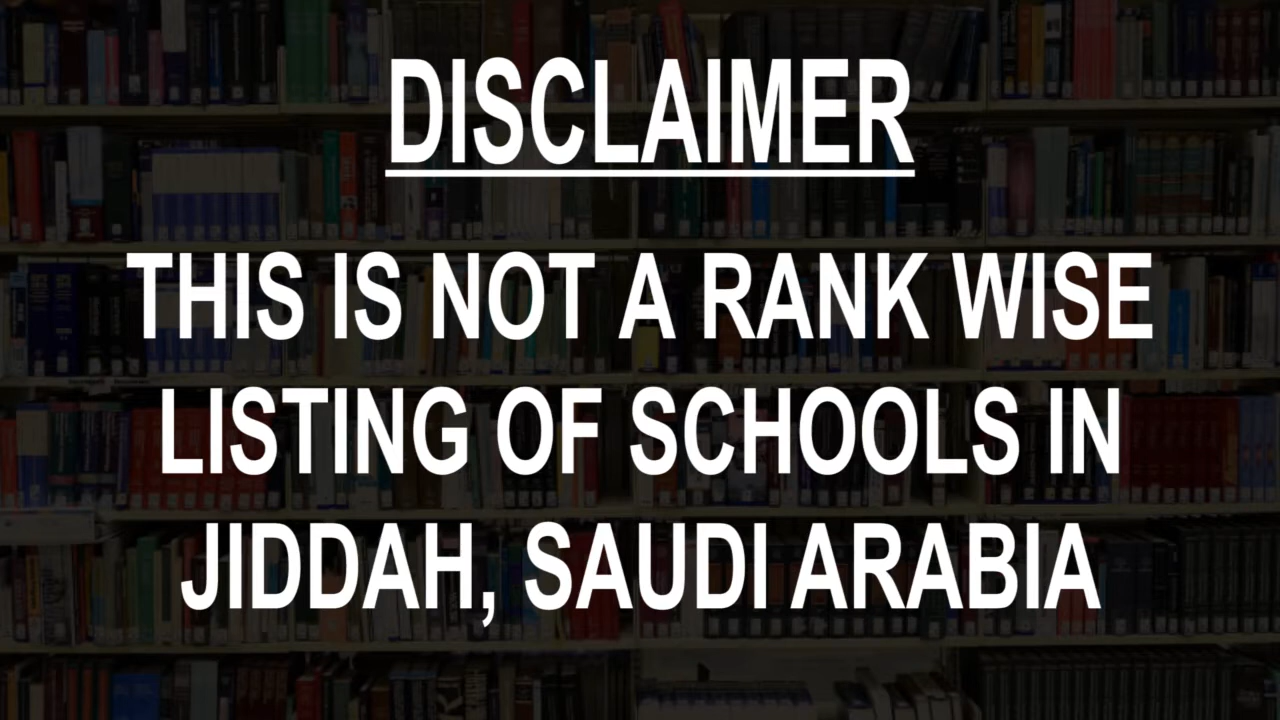 DISCLAIMER
THIS IS NOT A RANK WISE
LISTING OF SCHOOLS IN
JIDDAH, SAUDI ARABIA